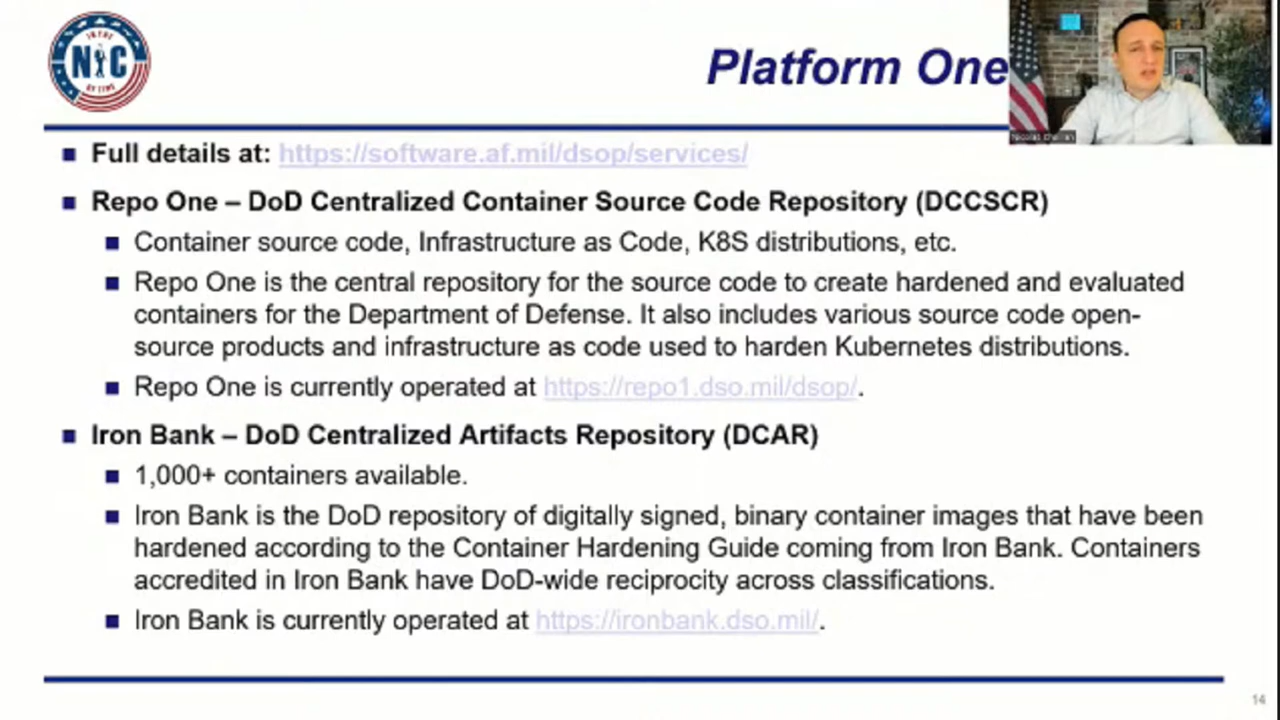 IN THE
NIC
OF TIME
Platform One
Nicolas Chaillan
■ Full details at: https://software.af.mil/dsop/services/
■ Repo One – DoD Centralized Container Source Code Repository (DCCSCR)
■ Container source code, Infrastructure as Code, K8S distributions, etc.
■ Repo One is the central repository for the source code to create hardened and evaluated
containers for the Department of Defense. It also includes various source code open-
source products and infrastructure as code used to harden Kubernetes distributions.
■ Repo One is currently operated at https://repo1.dso.mil/dsop/.
■ Iron Bank – DoD Centralized Artifacts Repository (DCAR)
■ 1,000+ containers available.
■ Iron Bank is the DoD repository of digitally signed, binary container images that have been
hardened according to the Container Hardening Guide coming from Iron Bank. Containers
accredited in Iron Bank have DoD-wide reciprocity across classifications.
■ Iron Bank is currently operated at https://ironbank.dso.mil/.
14